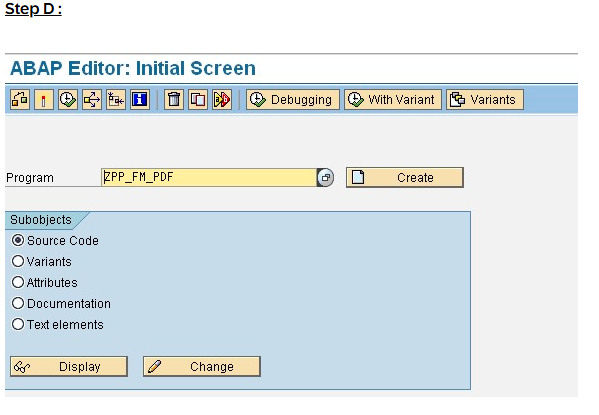 Step D :
ABAP Editor: Initial Screen
Debugging With Variant Variants
Program ZPP_FM_PDF Create
Subobjects
Source Code
Variants
Attributes
Documentation
Text elements
Display Change